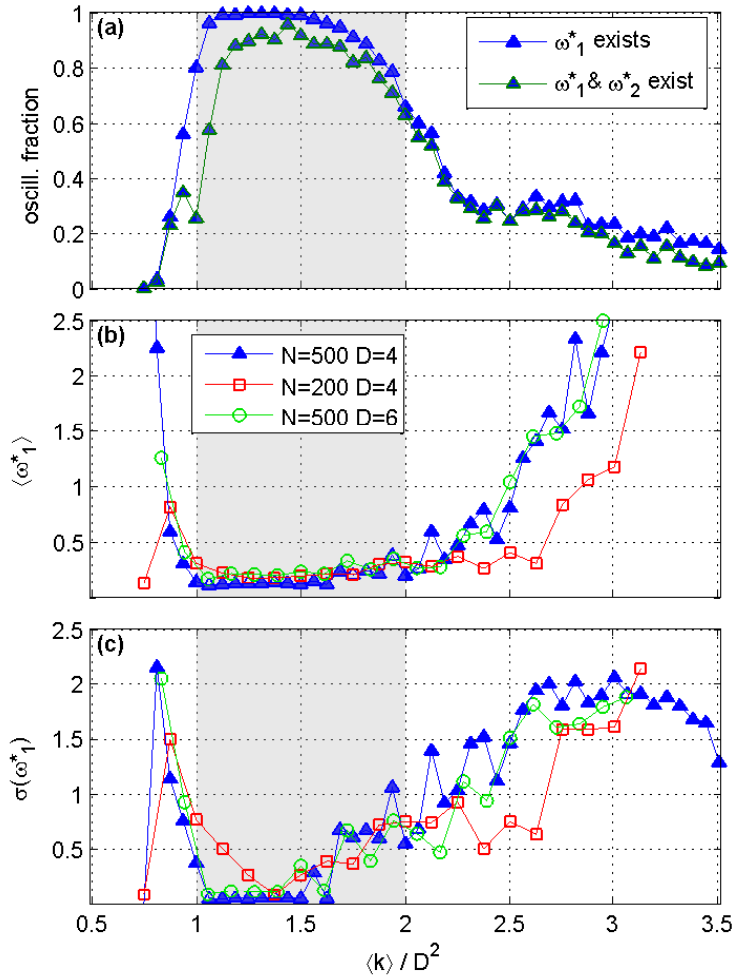 (a)
1
0.8
0.6
0.4
0.2
0
oscill. fraction
ω*1 exists
ω*1 & ω*2 exist
(b)
2.5
2
1.5
1
0.5
⟨ω*1⟩
N=500 D=4
N=200 D=4
N=500 D=6
(c)
2.5
2
1.5
1
0.5
σ(ω*1)
0.5 1 1.5 2 2.5 3 3.5
⟨k⟩ / D²